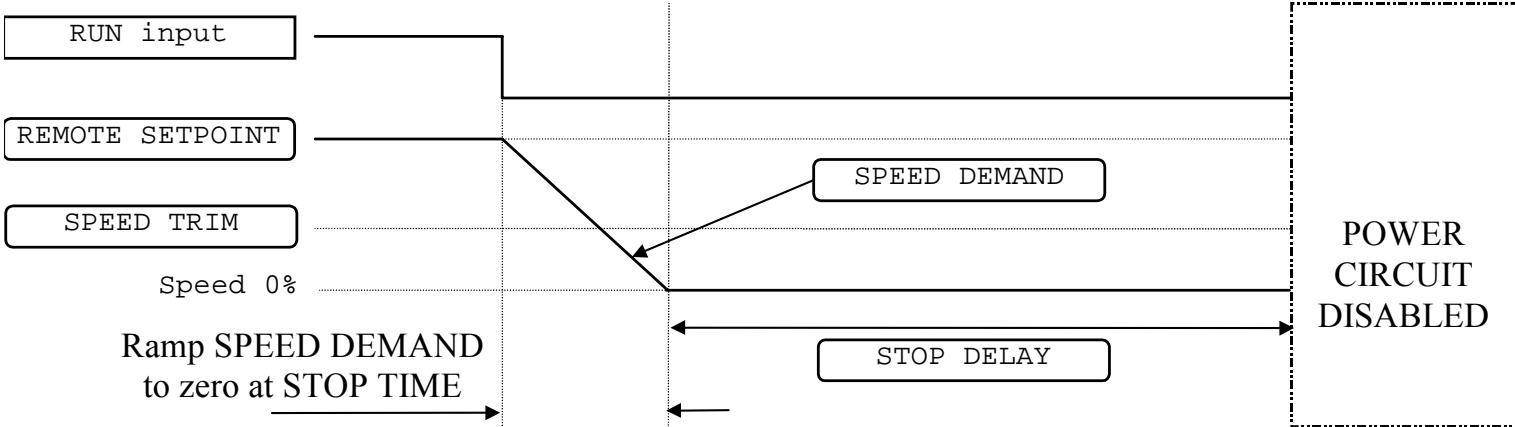 RUN input
REMOTE SETPOINT
SPEED DEMAND
SPEED TRIM
Speed 0%
POWER
CIRCUIT
DISABLED
Ramp SPEED DEMAND
to zero at STOP TIME
STOP DELAY